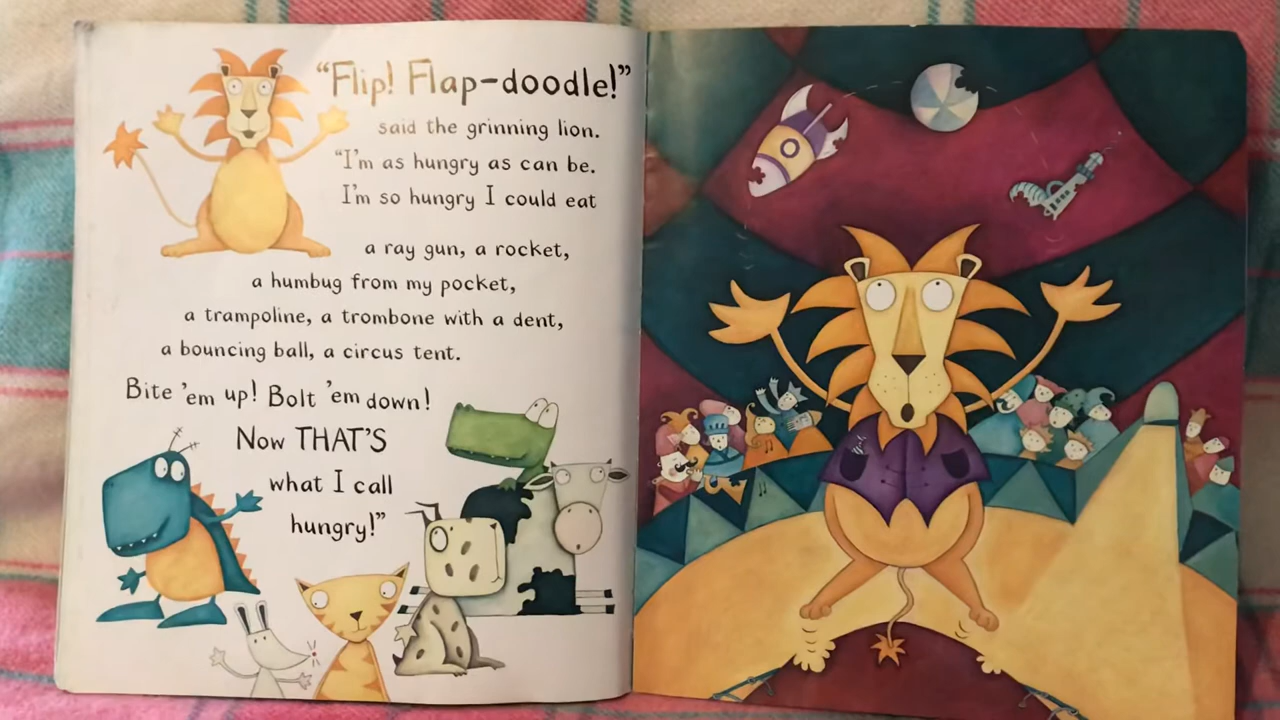 “Flip! Flap-doodle!”
said the grinning lion.
“I’m as hungry as can be.
I’m so hungry I could eat
a ray gun, a rocket,
a humbug from my pocket,
a trampoline, a trombone with a dent,
a bouncing ball, a circus tent.
Bite ’em up! Bolt ’em down!
Now THAT’S
what I call
hungry!”